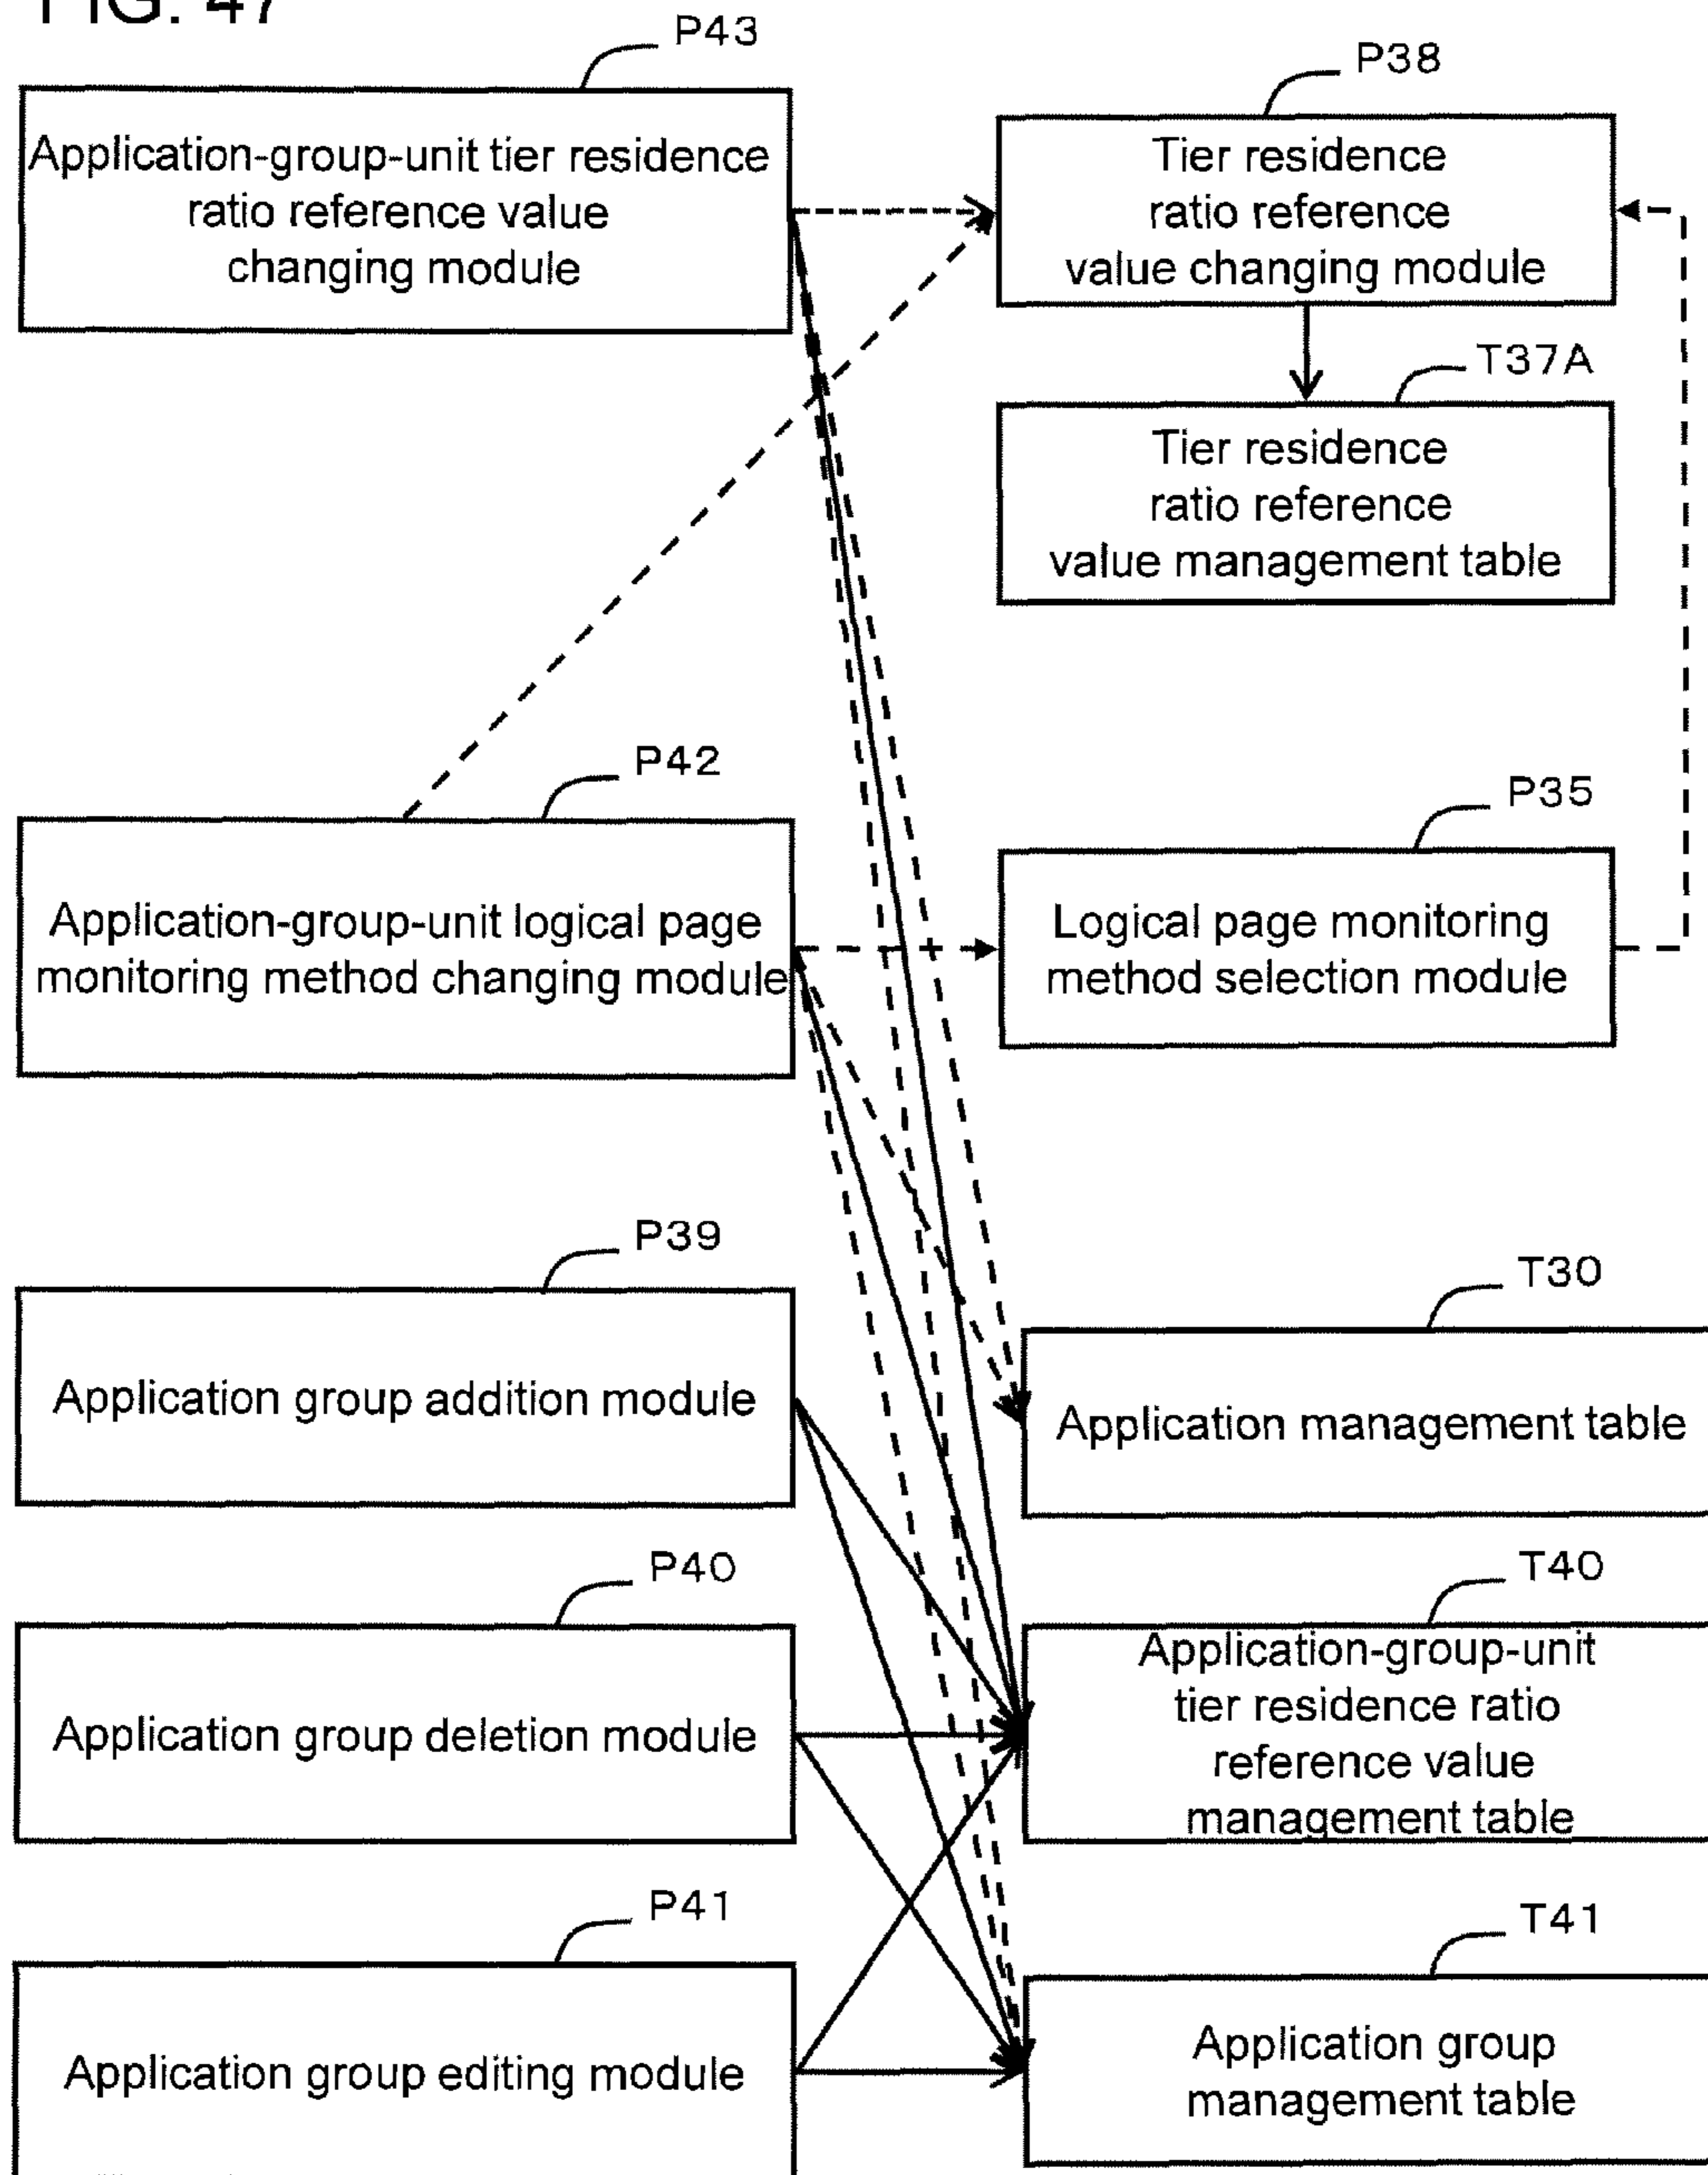 FIG. 47
P43
Application-group-unit tier residence
ratio reference value
changing module
P38
Tier residence
ratio reference
value changing module
T37A
Tier residence
ratio reference
value management table
P42
Application-group-unit logical page
monitoring method changing module
P35
Logical page monitoring
method selection module
P39
Application group addition module
T30
Application management table
P40
Application group deletion module
T40
Application-group-unit
tier residence ratio
reference value
management table
P41
Application group editing module
T41
Application group
management table